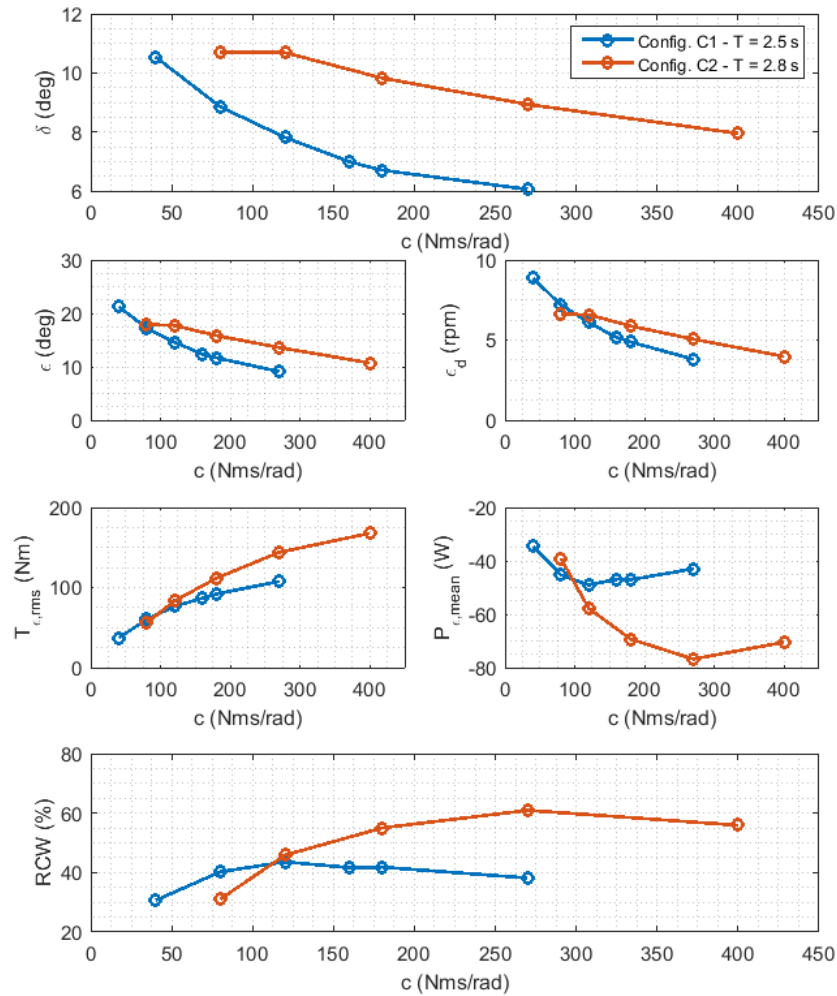 12
10
8
6
δ (deg)
Config. C1 - T = 2.5 s
Config. C2 - T = 2.8 s
0 50 100 150 200 250 300 350 400 450
c (Nms/rad)
30
20
10
0
ϵ (deg)
0 100 200 300 400
c (Nms/rad)
10
5
0
ϵd (rpm)
0 100 200 300 400
c (Nms/rad)
200
100
0
Tϵ,rms (Nm)
0 100 200 300 400
c (Nms/rad)
-20
-40
-60
-80
Pϵ,mean (W)
0 100 200 300 400
c (Nms/rad)
80
60
40
20
RCW (%)
0 50 100 150 200 250 300 350 400 450
c (Nms/rad)